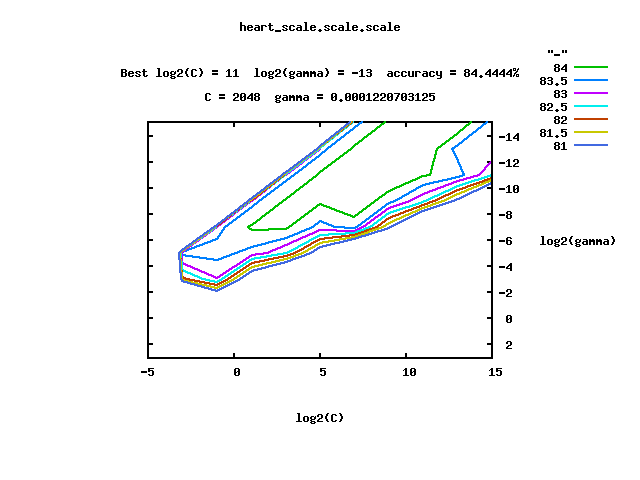 heart_scale.scale.scale
Best log2(C) = 11  log2(gamma) = -13  accuracy = 84.4444%
C = 2048  gamma = 0.0001220703125
"-"
84
83.5
83
82.5
82
81.5
81
-14
-12
-10
-8
-6
-4
-2
0
2
log2(gamma)
-5 0 5 10 15
log2(C)